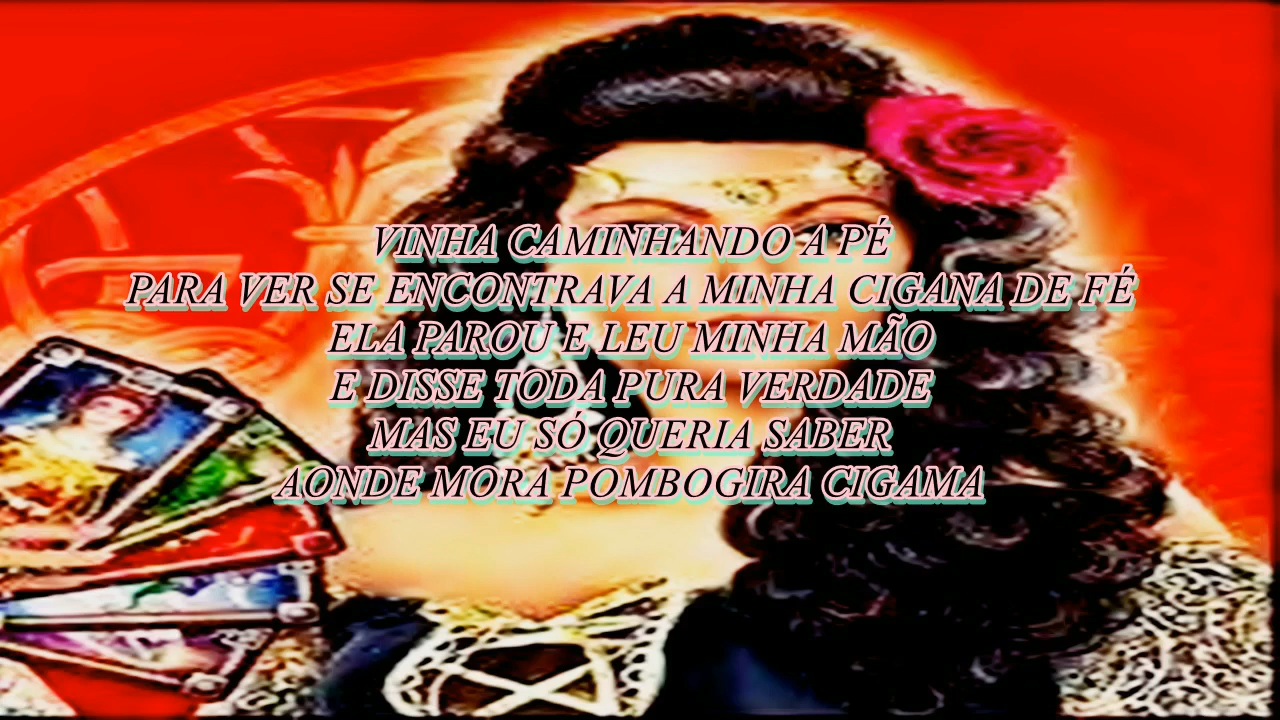 VINHA CAMINHANDO A PÉ
PARA VER SE ENCONTRAVA A MINHA CIGANA DE FÉ
ELA PAROU E LEU MINHA MÃO
E DISSE TODA PURA VERDADE
MAS EU SÓ QUERIA SABER
AONDE MORA POMBOGIRA CIGAMA